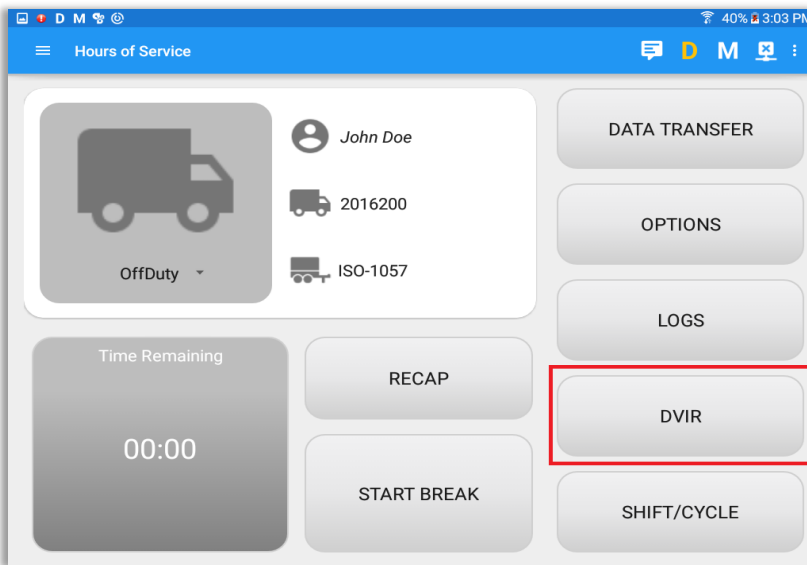 D M 40% 3:03 PM
Hours of Service D M
John Doe
2016200
ISO-1057
OffDuty
Time Remaining
00:00
RECAP
START BREAK
DATA TRANSFER
OPTIONS
LOGS
DVIR
SHIFT/CYCLE